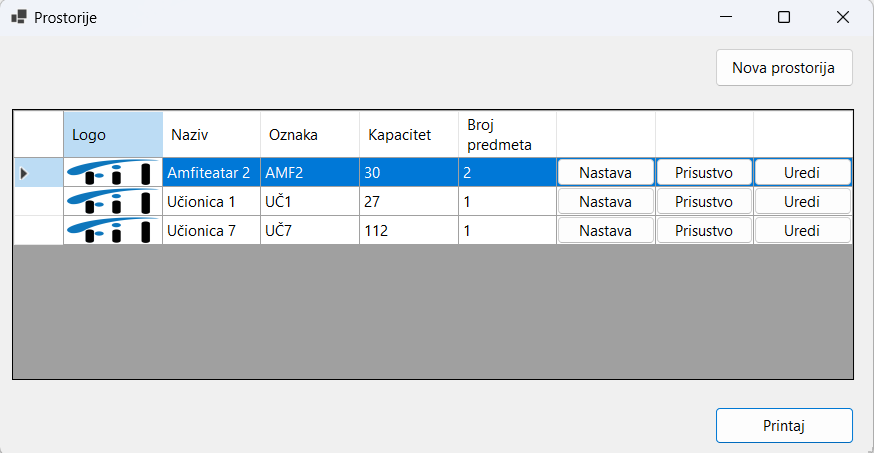 Prostorije
Nova prostorija
Logo Naziv Oznaka Kapacitet Broj predmeta
Amfiteatar 2 AMF2 30 2 Nastava Prisustvo Uredi
Učionica 1 UČ1 27 1 Nastava Prisustvo Uredi
Učionica 7 UČ7 112 1 Nastava Prisustvo Uredi
Printaj